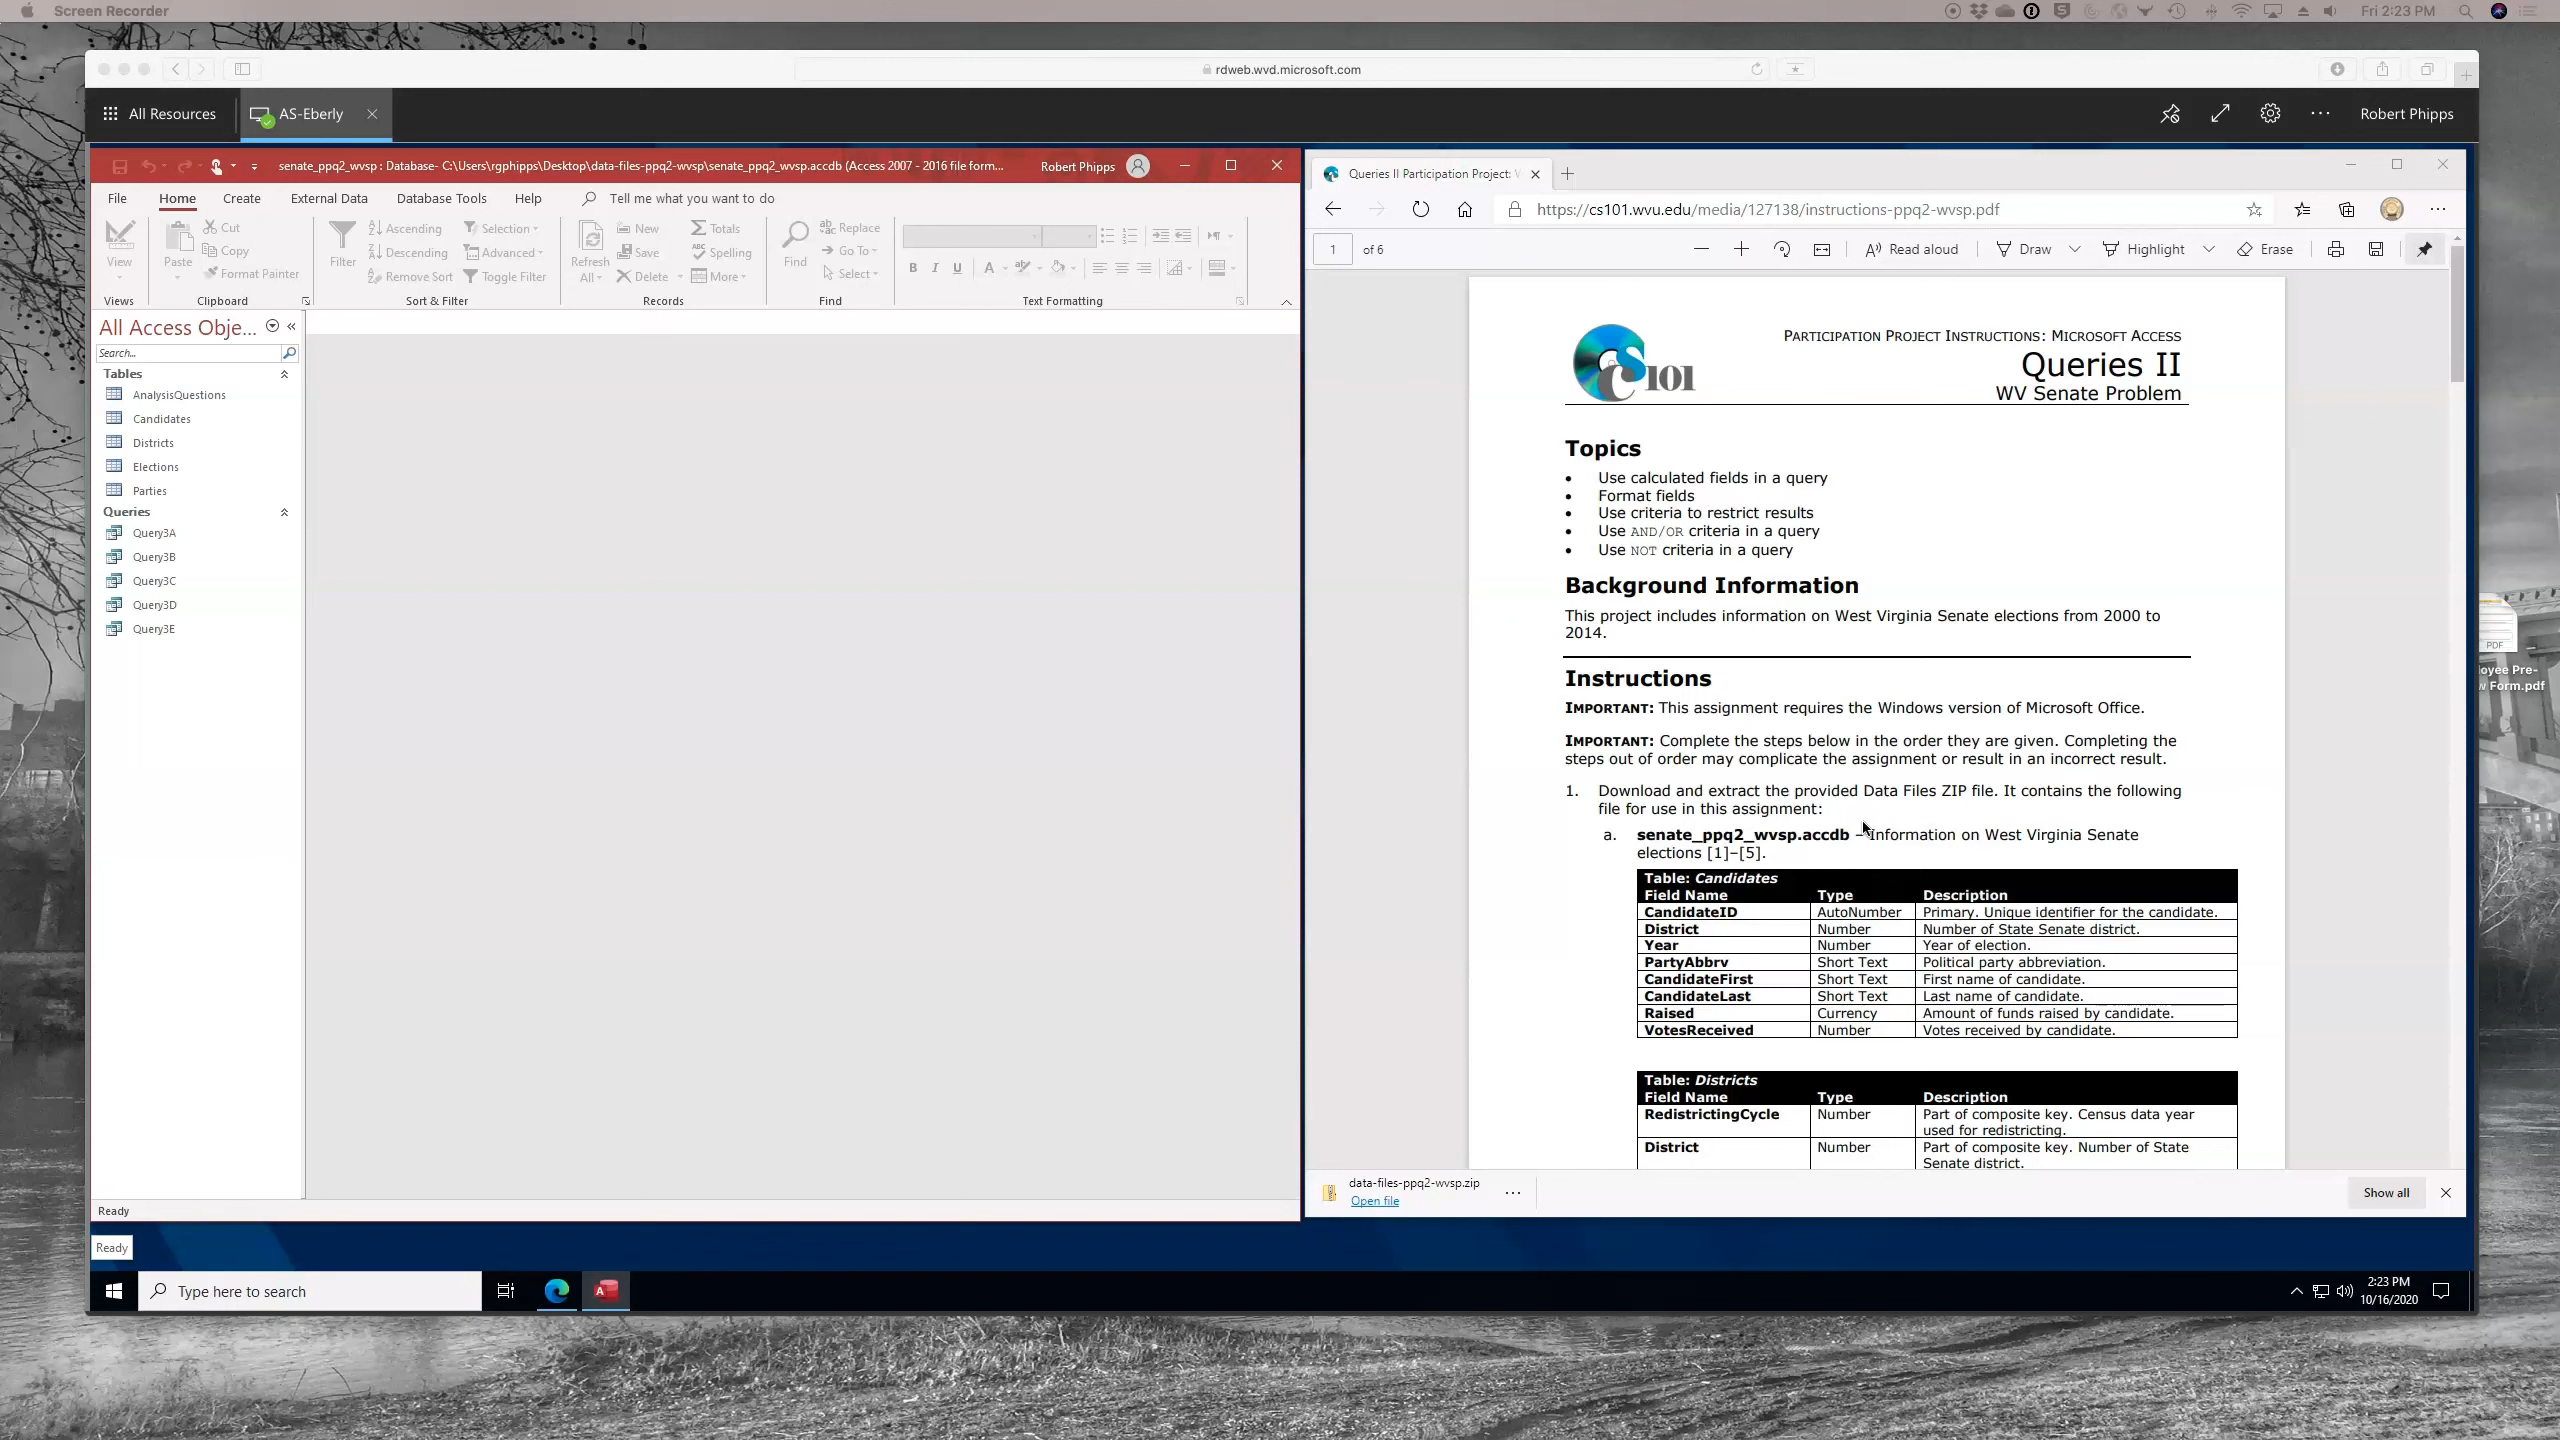 Screen Recorder
Fri 2:23 PM
rdweb.wvd.microsoft.com
All Resources
AS-Eberly
Robert Phipps
senate_ppq2_wvsp : Database- C:\Users\rgphipps\Desktop\data-files-ppq2-wvsp\senate_ppq2_wvsp.accdb (Access 2007 - 2016 file form...
Robert Phipps
File
Home
Create
External Data
Database Tools
Help
Tell me what you want to do
View
Paste
Cut
Copy
Format Painter
Filter
Ascending
Descending
Remove Sort
Selection
Advanced
Toggle Filter
Refresh
All
New
Save
Delete
Totals
Spelling
More
Find
Replace
Go To
Select
B I U
Views
Clipboard
Sort & Filter
Records
Find
Text Formatting
All Access Obje...
Search...
Tables
AnalysisQuestions
Candidates
Districts
Elections
Parties
Queries
Query3A
Query3B
Query3C
Query3D
Query3E
Ready
Ready
Type here to search
Queries II Participation Project: W
https://cs101.wvu.edu/media/127138/instructions-ppq2-wvsp.pdf
1 of 6
Read aloud
Draw
Highlight
Erase
CS101
PARTICIPATION PROJECT INSTRUCTIONS: MICROSOFT ACCESS
Queries II
WV Senate Problem
Topics
• Use calculated fields in a query
• Format fields
• Use criteria to restrict results
• Use AND/OR criteria in a query
• Use NOT criteria in a query
Background Information
This project includes information on West Virginia Senate elections from 2000 to
2014.
Instructions
IMPORTANT: This assignment requires the Windows version of Microsoft Office.
IMPORTANT: Complete the steps below in the order they are given. Completing the
steps out of order may complicate the assignment or result in an incorrect result.
1. Download and extract the provided Data Files ZIP file. It contains the following
file for use in this assignment:
a. senate_ppq2_wvsp.accdb – Information on West Virginia Senate
elections [1]–[5].
Table: Candidates
Field Name Type Description
CandidateID AutoNumber Primary. Unique identifier for the candidate.
District Number Number of State Senate district.
Year Number Year of election.
PartyAbbrv Short Text Political party abbreviation.
CandidateFirst Short Text First name of candidate.
CandidateLast Short Text Last name of candidate.
Raised Currency Amount of funds raised by candidate.
VotesReceived Number Votes received by candidate.
Table: Districts
Field Name Type Description
RedistrictingCycle Number Part of composite key. Census data year
used for redistricting.
District Number Part of composite key. Number of State
Senate district.
data-files-ppq2-wvsp.zip
Open file
Show all
2:23 PM
10/16/2020
PDF
oyee Pre-
w Form.pdf